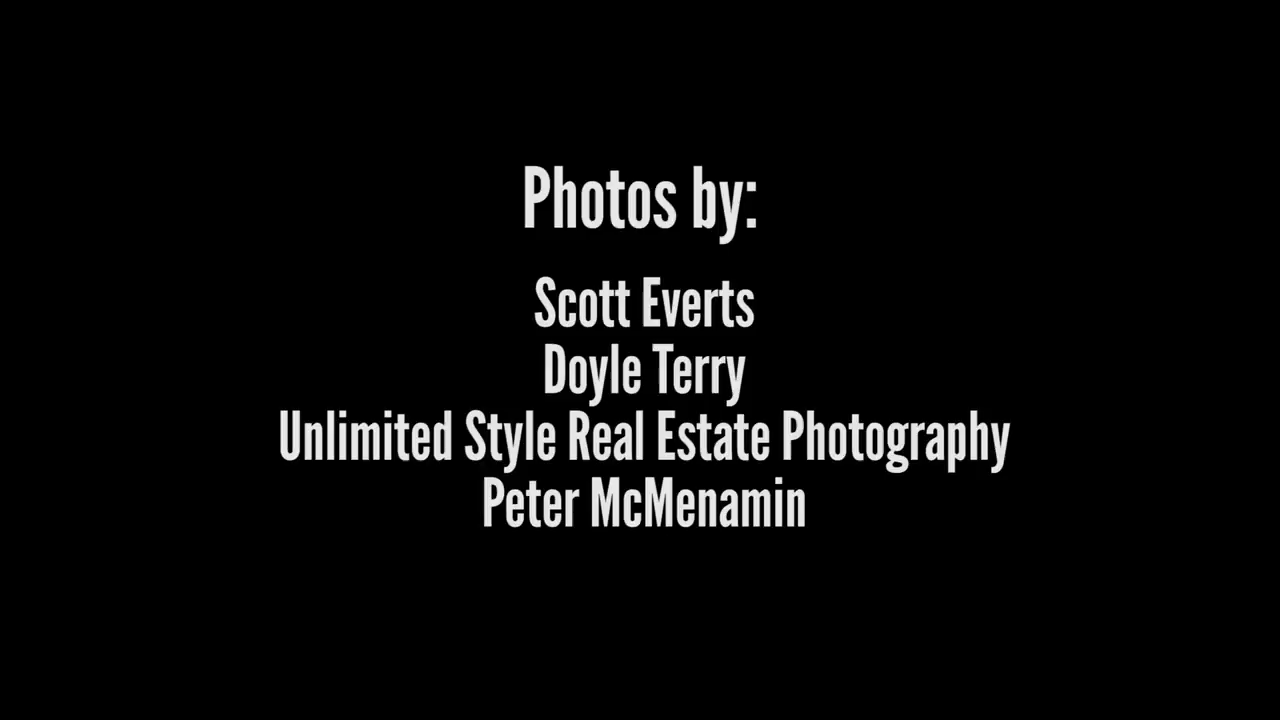 Photos by:
Scott Everts
Doyle Terry
Unlimited Style Real Estate Photography
Peter McMenamin